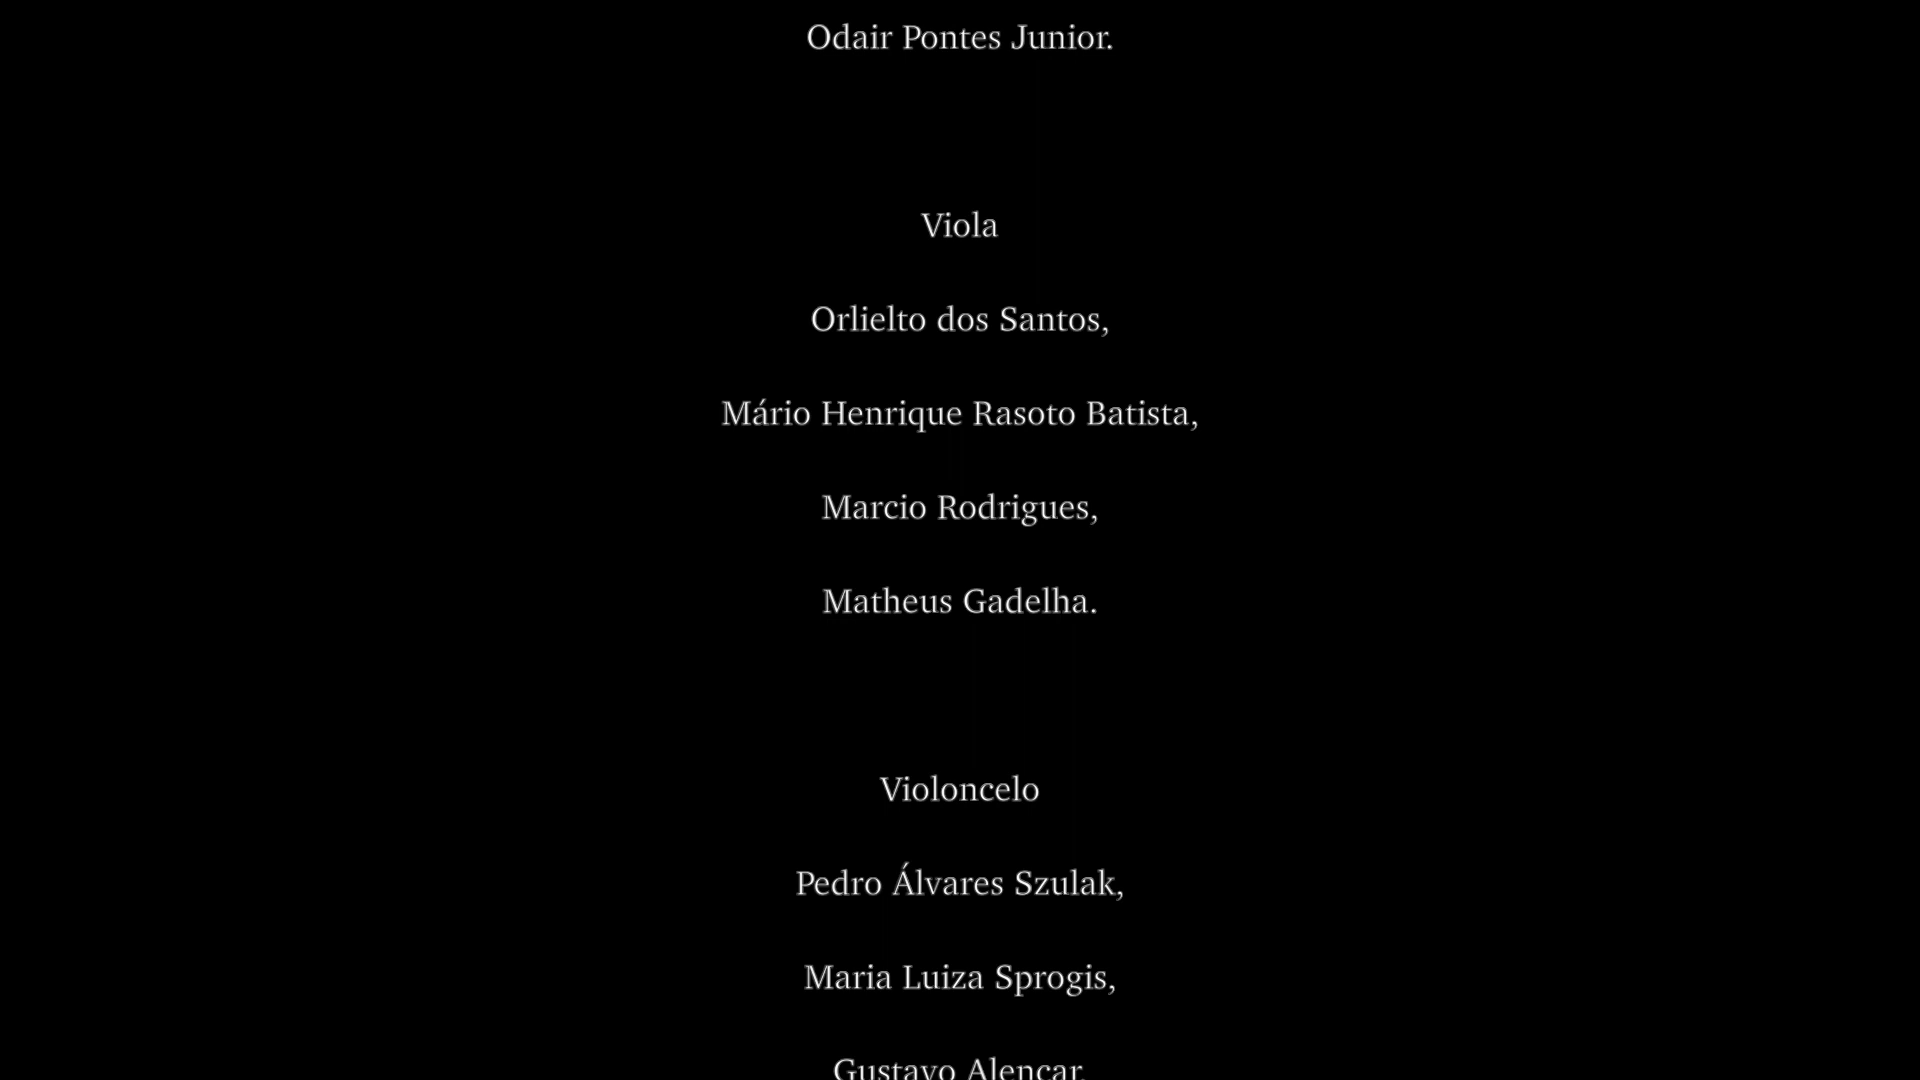 Odair Pontes Junior.
Viola
Orlielto dos Santos,
Mário Henrique Rasoto Batista,
Marcio Rodrigues,
Matheus Gadelha.
Violoncelo
Pedro Álvares Szulak,
Maria Luiza Sprogis,
Gustavo Alencar.